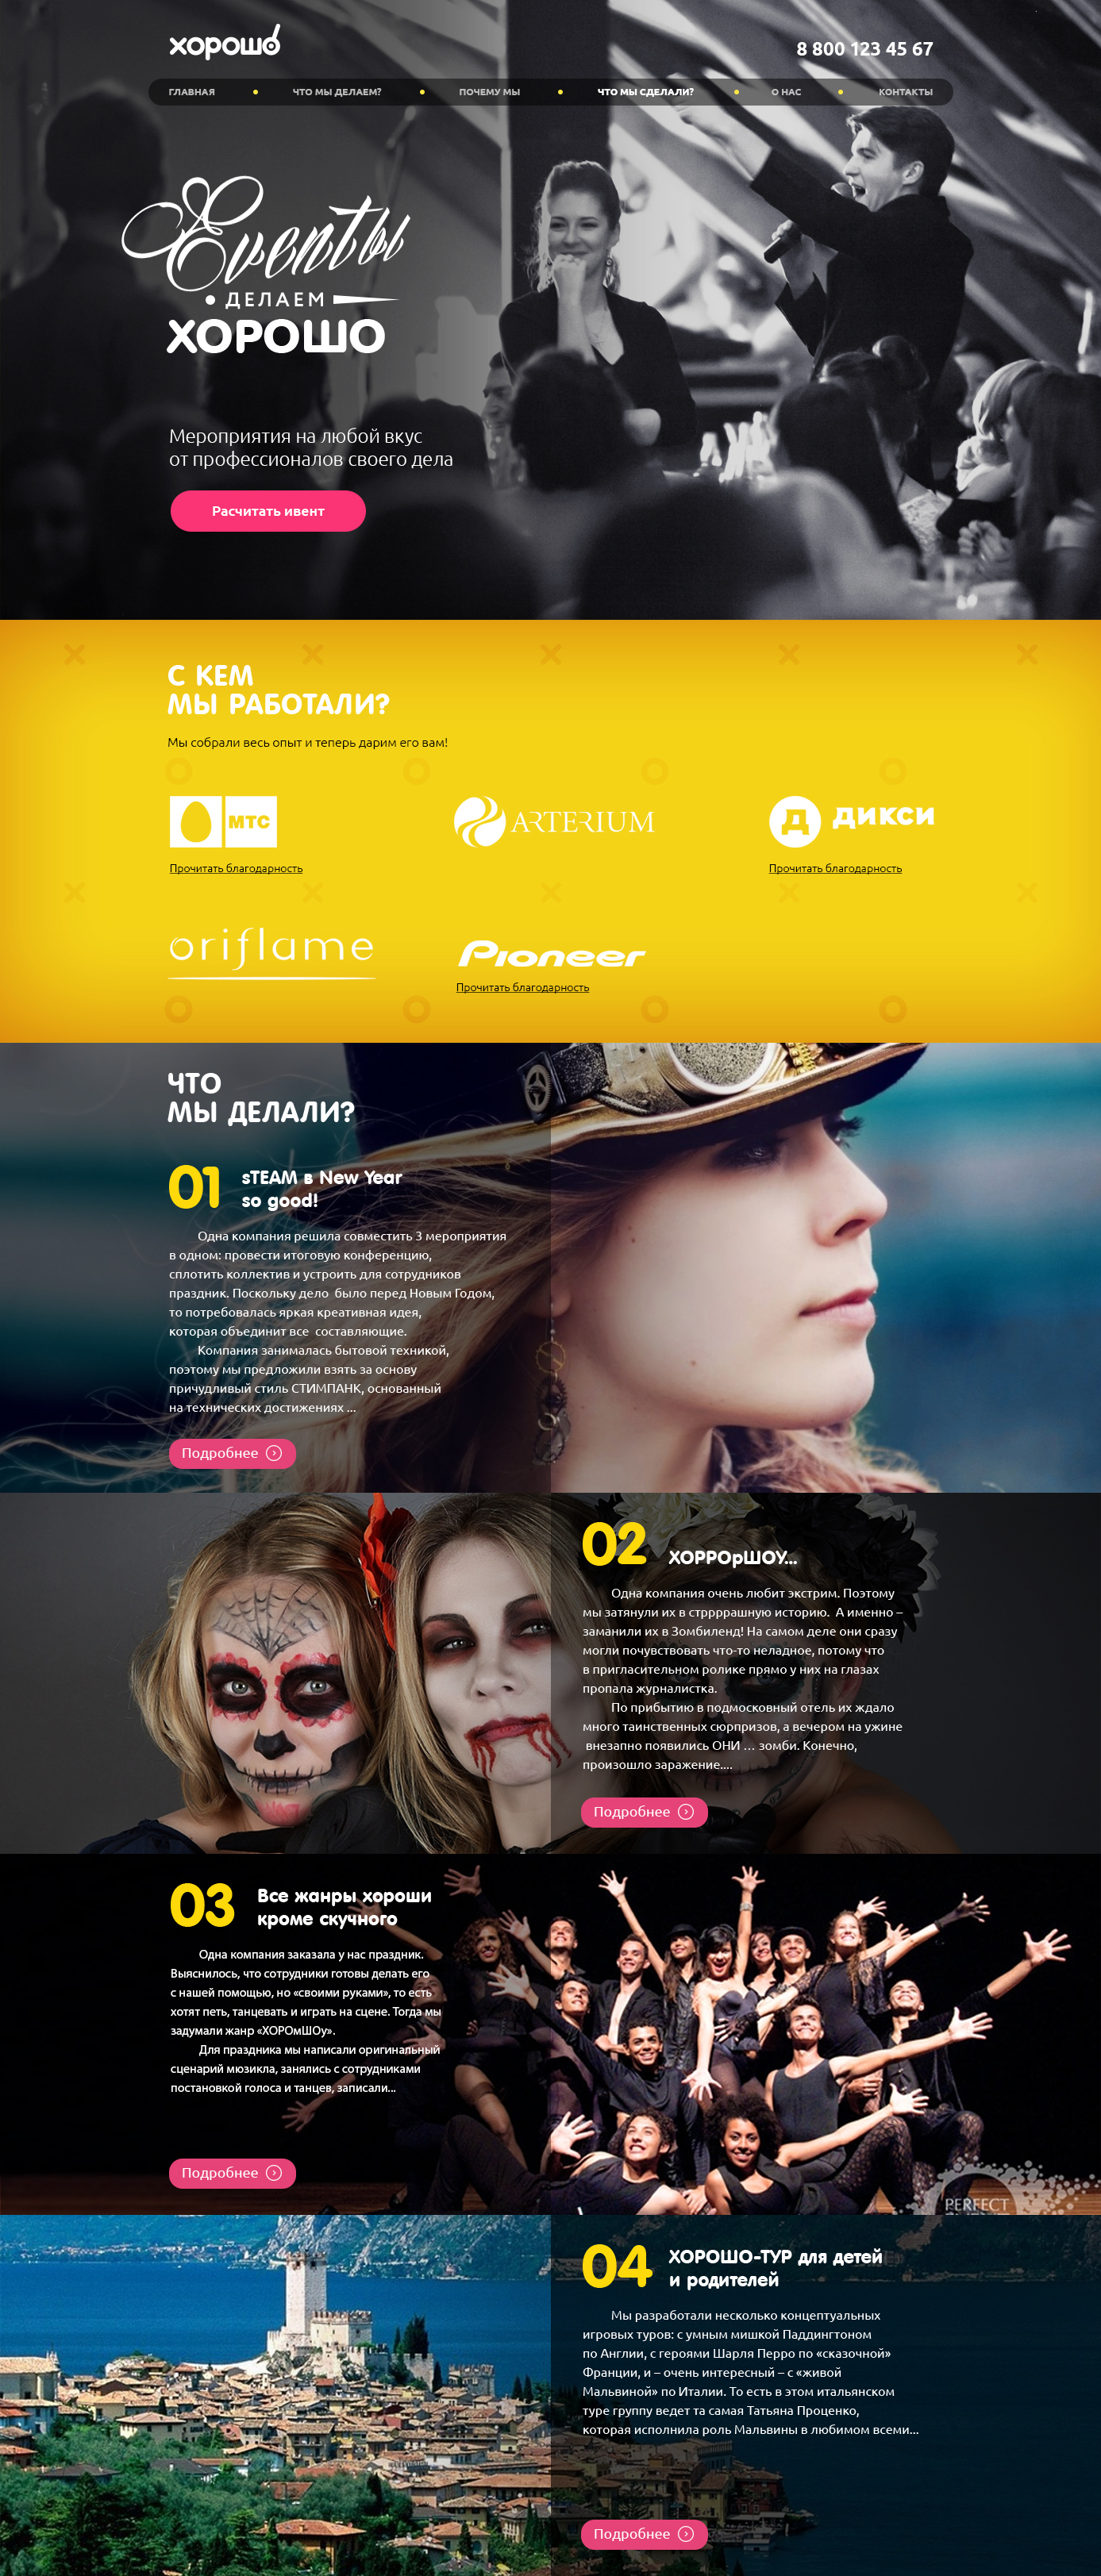 хорошо
8 800 123 45 67
ГЛАВНАЯ
ЧТО МЫ ДЕЛАЕМ?
ПОЧЕМУ МЫ
ЧТО МЫ СДЕЛАЛИ?
О НАС
КОНТАКТЫ
Евенты
ДЕЛАЕМ
ХОРОШО
Мероприятия на любой вкус
от профессионалов своего дела
Расчитать ивент
С КЕМ
МЫ РАБОТАЛИ?
Мы собрали весь опыт и теперь дарим его вам!
МТС
ARTERIUM
Д ДИКСИ
Прочитать благодарность
Прочитать благодарность
oriflame
Pioneer
Прочитать благодарность
ЧТО
МЫ ДЕЛАЛИ?
01
sTEAM в New Year
so good!
Одна компания решила совместить 3 мероприятия
в одном: провести итоговую конференцию,
сплотить коллектив и устроить для сотрудников
праздник. Поскольку дело  было перед Новым Годом,
то потребовалась яркая креативная идея,
которая объединит все  составляющие.
Компания занималась бытовой техникой,
поэтому мы предложили взять за основу
причудливый стиль СТИМПАНК, основанный
на технических достижениях ...
Подробнее
02
ХОРРОрШОУ...
Одна компания очень любит экстрим. Поэтому
мы затянули их в стррррашную историю.  А именно –
заманили их в Зомбиленд! На самом деле они сразу
могли почувствовать что-то неладное, потому что
в пригласительном ролике прямо у них на глазах
пропала журналистка.
По прибытию в подмосковный отель их ждало
много таинственных сюрпризов, а вечером на ужине
внезапно появились ОНИ … зомби. Конечно,
произошло заражение....
Подробнее
03
Все жанры хороши
кроме скучного
Одна компания заказала у нас праздник.
Выяснилось, что сотрудники готовы делать его
с нашей помощью, но «своими руками», то есть
хотят петь, танцевать и играть на сцене. Тогда мы
задумали жанр «ХОРОмШОу».
Для праздника мы написали оригинальный
сценарий мюзикла, занялись с сотрудниками
постановкой голоса и танцев, записали...
Подробнее
PERFECT
04
ХОРОШО-ТУР для детей
и родителей
Мы разработали несколько концептуальных
игровых туров: с умным мишкой Паддингтоном
по Англии, с героями Шарля Перро по «сказочной»
Франции, и – очень интересный – с «живой
Мальвиной» по Италии. То есть в этом итальянском
туре группу ведет та самая Татьяна Проценко,
которая исполнила роль Мальвины в любимом всеми...
Подробнее